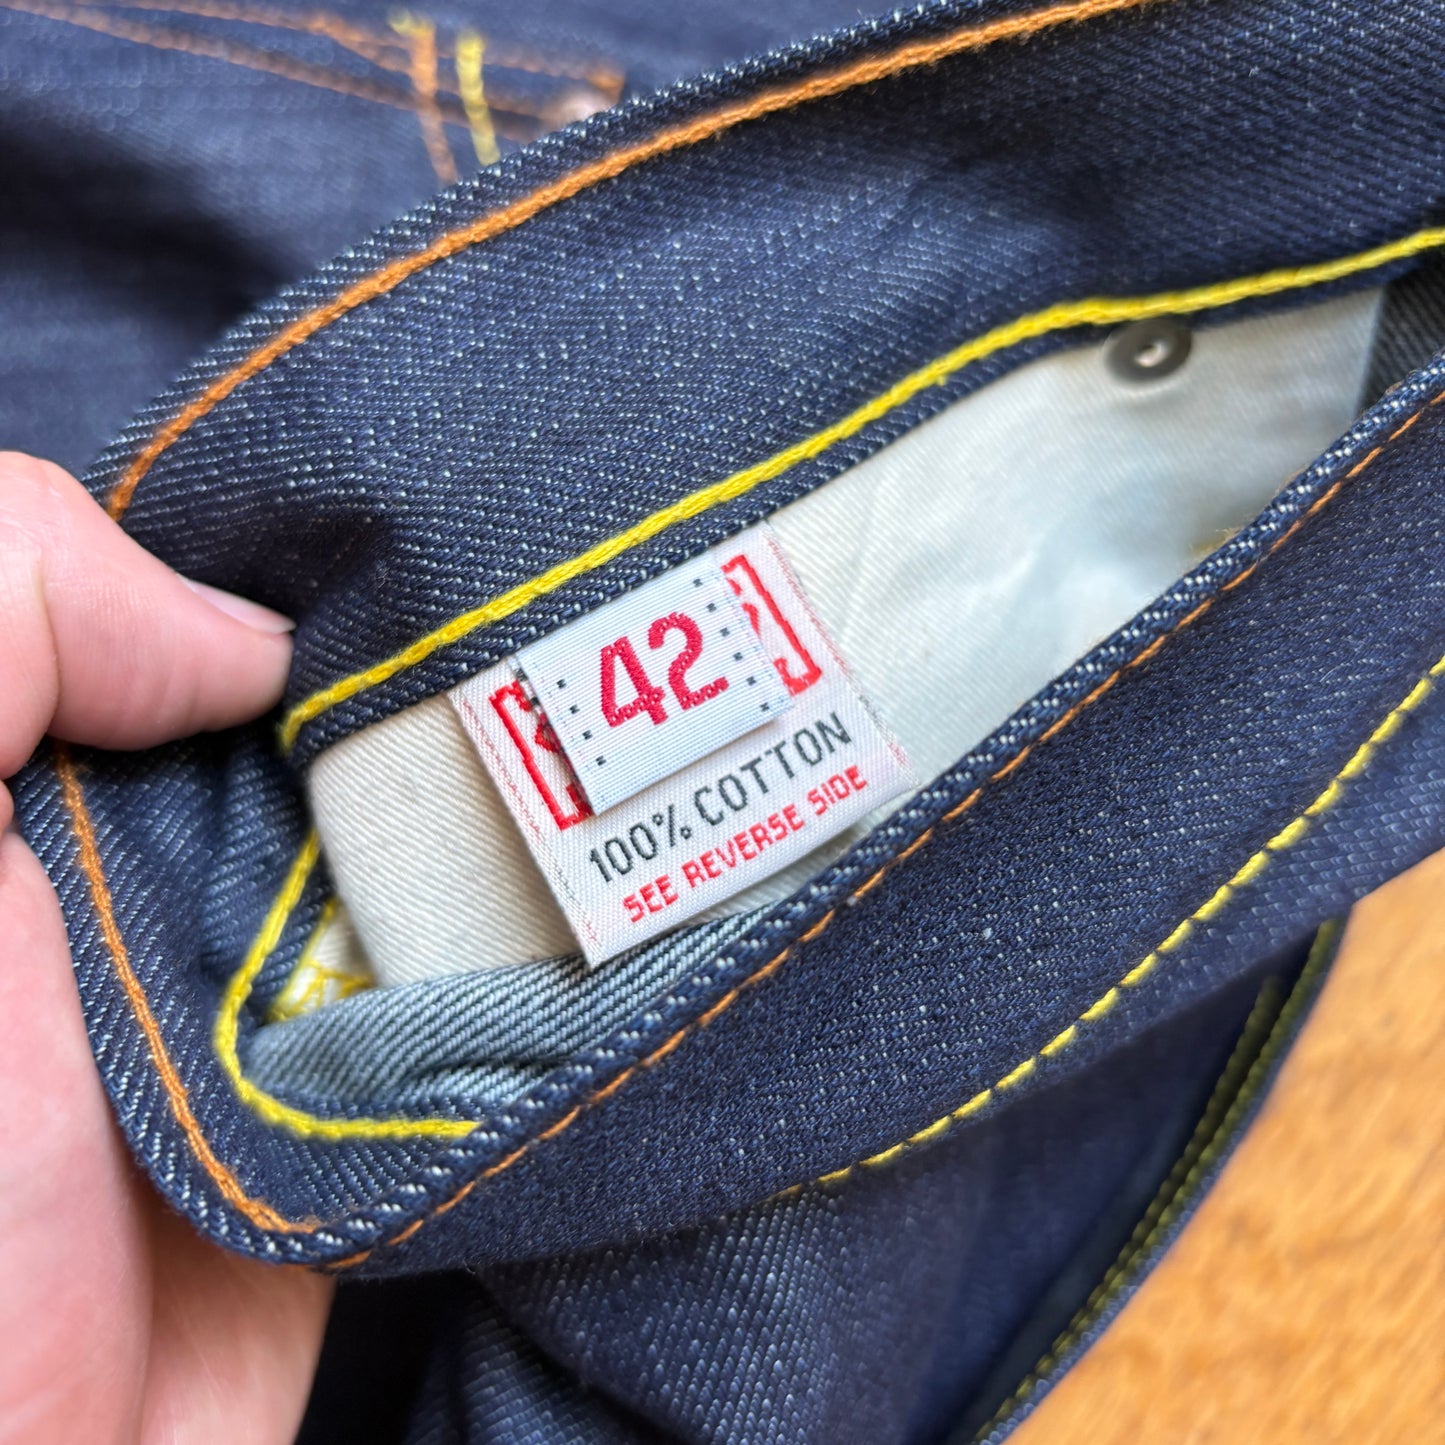 42
100% COTTON
SEE REVERSE SIDE